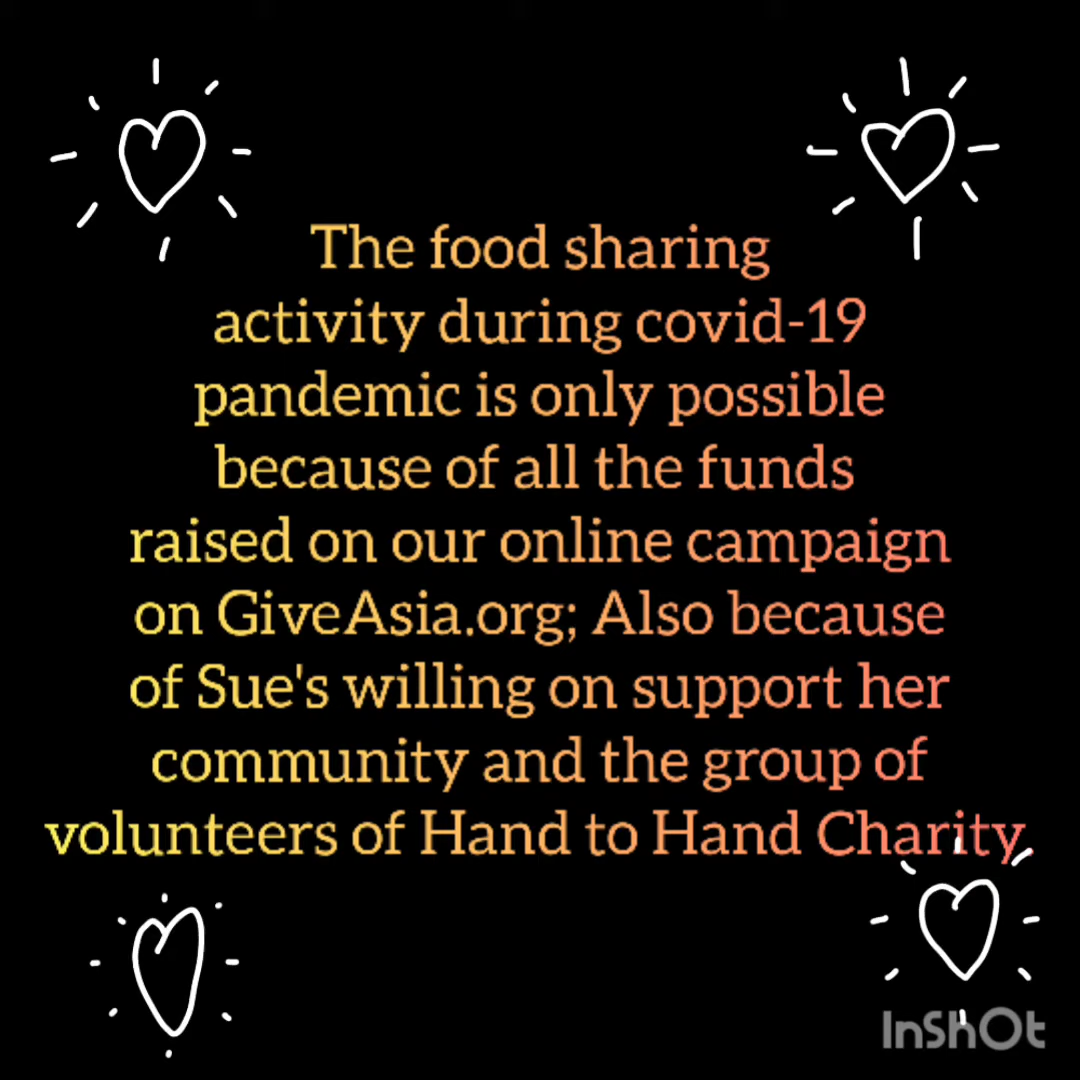 The food sharing
activity during covid-19
pandemic is only possible
because of all the funds
raised on our online campaign
on GiveAsia.org; Also because
of Sue's willing on support her
community and the group of
volunteers of Hand to Hand Charity.
InShOt